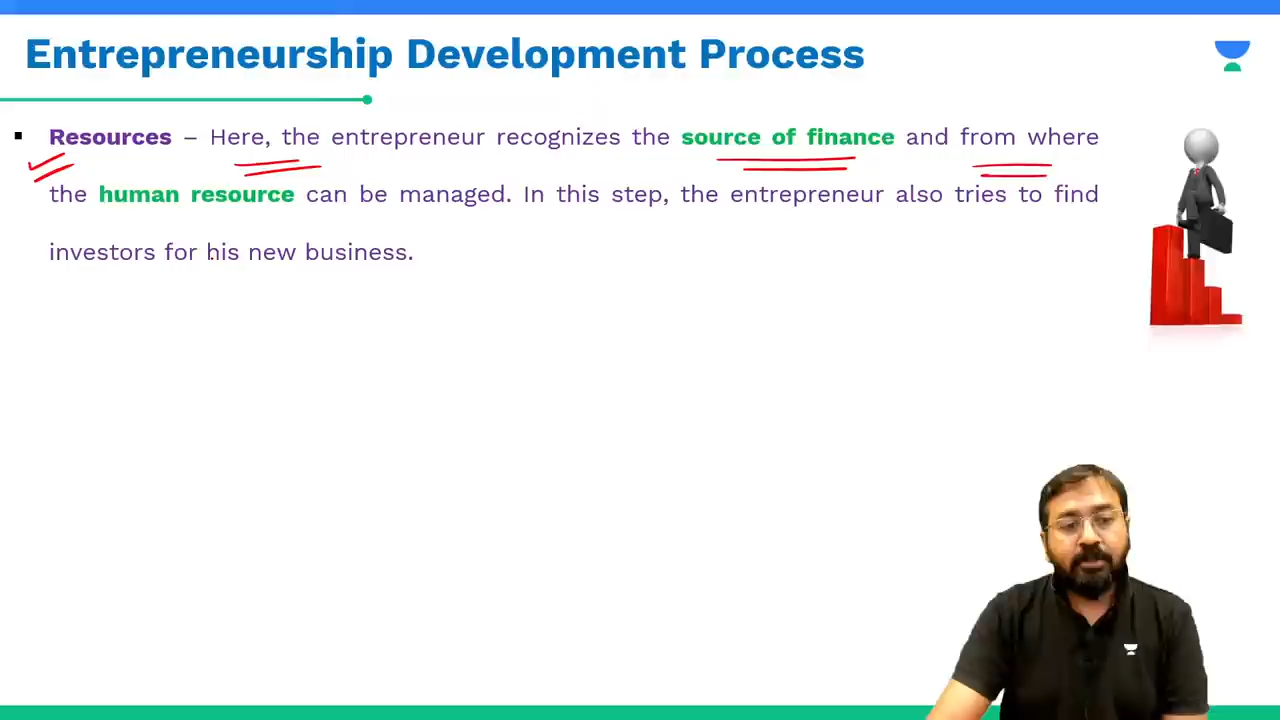 Entrepreneurship Development Process
▪ Resources – Here, the entrepreneur recognizes the source of finance and from where
the human resource can be managed. In this step, the entrepreneur also tries to find
investors for his new business.